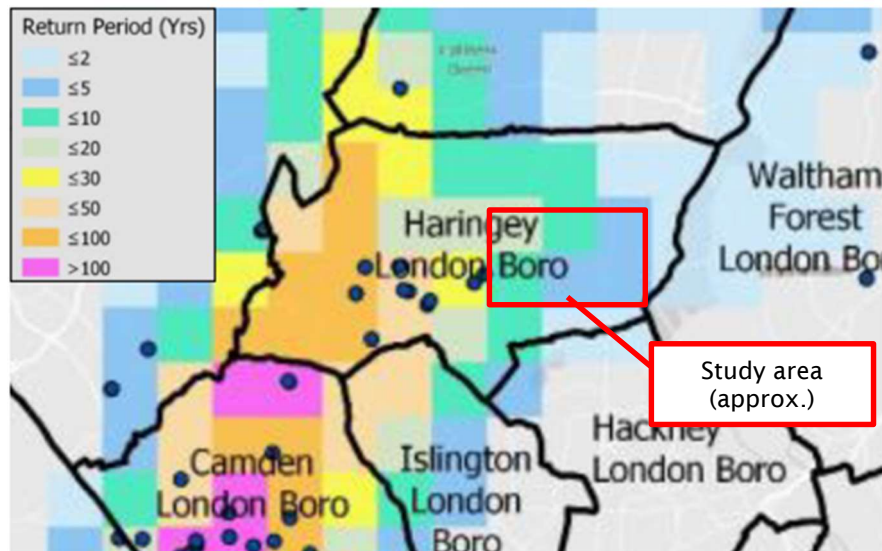 Return Period (Yrs)
≤2
≤5
≤10
≤20
≤30
≤50
≤100
>100
Waltham
Forest
London Bo
Haringey
London Boro
Study area
(approx.)
Hackney
London Boro
Camden
London Boro
Islington
London
Boro